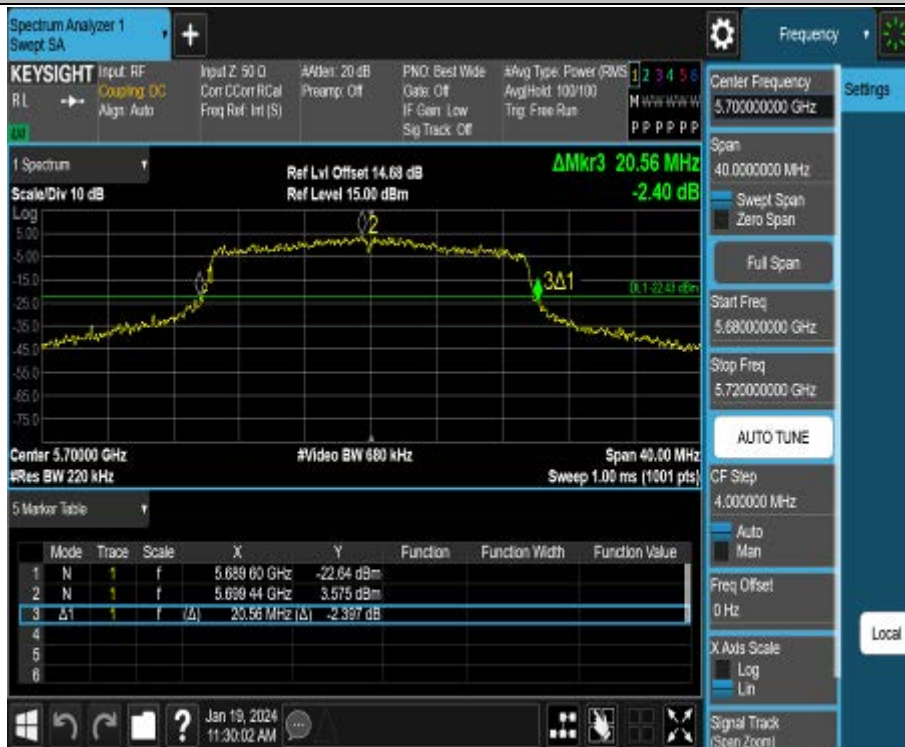 Spectrum Analyzer 1
Swept SA
+
Frequency
KEYSIGHT
Input: RF
Coupling: DC
Align: Auto
RL
Input Z: 50 Ω
Corr CCorr RCal
Freq Ref: Int (S)
#Atten: 20 dB
Preamp: Off
PNO: Best Wide
Gate: Off
IF Gain: Low
Sig Track: Off
#Avg Type: Power (RMS
Avg|Hold: 100/100
Trig: Free Run
1 2 3 4 5 6
M W W W W W
P P P P P P
Settings
Center Frequency
5.700000000 GHz
Span
40.0000000 MHz
Swept Span
Zero Span
Full Span
Start Freq
5.680000000 GHz
Stop Freq
5.720000000 GHz
AUTO TUNE
CF Step
4.000000 MHz
Auto
Man
Freq Offset
0 Hz
X Axis Scale
Log
Lin
Signal Track
(Span Zoom)
Local
1 Spectrum
Scale/Div 10 dB
Ref Lvl Offset 14.68 dB
Ref Level 15.00 dBm
ΔMkr3 20.56 MHz
-2.40 dB
Log
5.00
-5.00
-15.0
-25.0
-35.0
-45.0
-55.0
-65.0
-75.0
2
3Δ1
DL1 -22.43 dBm
Center 5.70000 GHz
#Video BW 680 kHz
Span 40.00 MHz
#Res BW 220 kHz
Sweep 1.00 ms (1001 pts)
5 Marker Table
Mode Trace Scale X Y Function Function Width Function Value
1 N 1 f 5.689 60 GHz -22.64 dBm
2 N 1 f 5.699 44 GHz 3.575 dBm
3 Δ1 1 f (Δ) 20.56 MHz (Δ) -2.397 dB
4
5
6
?
Jan 19, 2024
11:30:02 AM